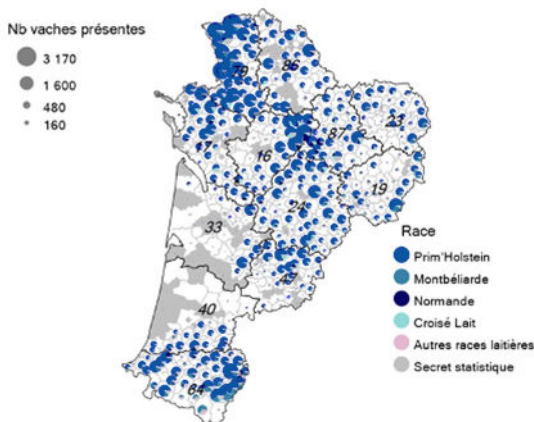 Nb vaches présentes
3 170
1 600
480
160
79
86
17
16
87
23
19
24
33
47
40
64
Race
Prim'Holstein
Montbéliarde
Normande
Croisé Lait
Autres races laitières
Secret statistique